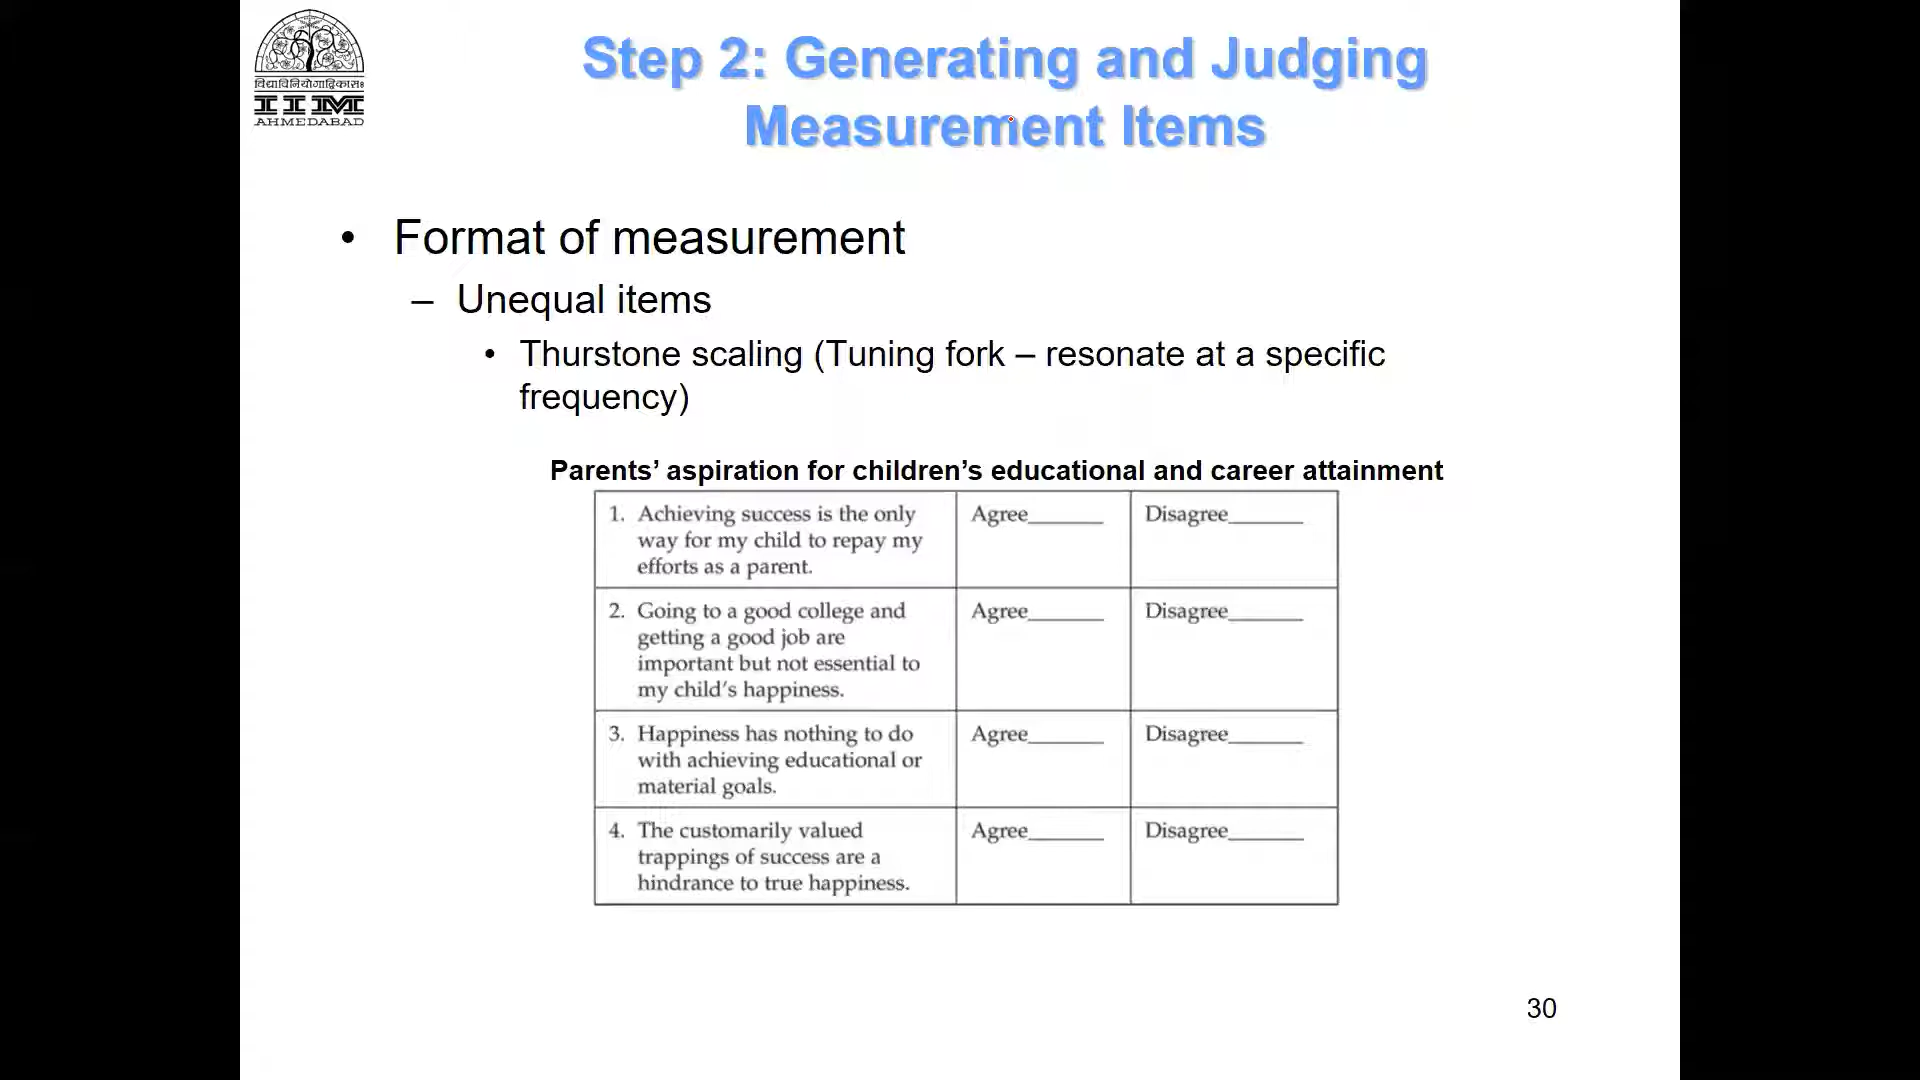 विद्याविनियोगाद्विकासः
IIM
AHMEDABAD
Step 2: Generating and Judging
Measurement Items
• Format of measurement
– Unequal items
• Thurstone scaling (Tuning fork – resonate at a specific
frequency)
Parents’ aspiration for children’s educational and career attainment
1. Achieving success is the only
way for my child to repay my
efforts as a parent.
Agree______
Disagree______
2. Going to a good college and
getting a good job are
important but not essential to
my child’s happiness.
Agree______
Disagree______
3. Happiness has nothing to do
with achieving educational or
material goals.
Agree______
Disagree______
4. The customarily valued
trappings of success are a
hindrance to true happiness.
Agree______
Disagree______
30